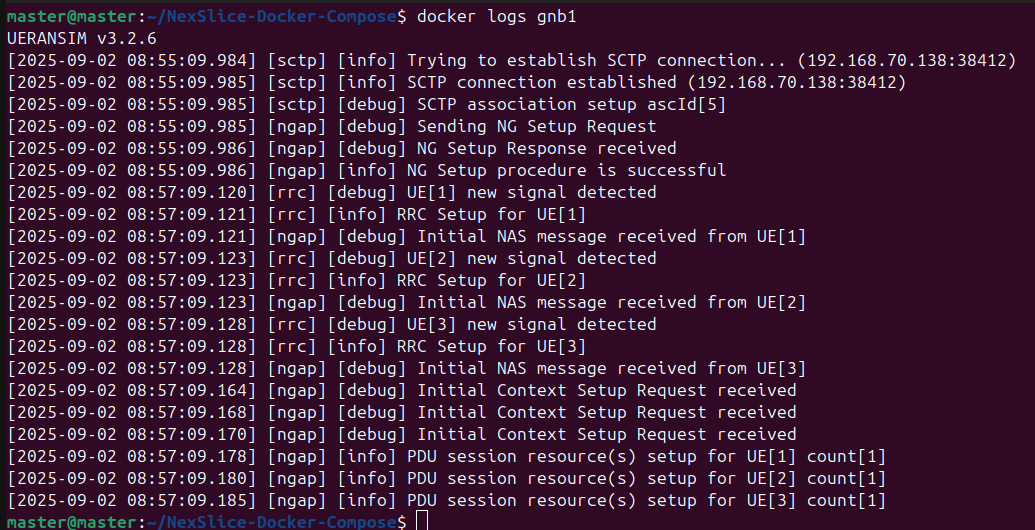 master@master:~/NexSlice-Docker-Compose$ docker logs gnb1
UERANSIM v3.2.6
[2025-09-02 08:55:09.984] [sctp] [info] Trying to establish SCTP connection... (192.168.70.138:38412)
[2025-09-02 08:55:09.985] [sctp] [info] SCTP connection established (192.168.70.138:38412)
[2025-09-02 08:55:09.985] [sctp] [debug] SCTP association setup ascId[5]
[2025-09-02 08:55:09.985] [ngap] [debug] Sending NG Setup Request
[2025-09-02 08:55:09.986] [ngap] [debug] NG Setup Response received
[2025-09-02 08:55:09.986] [ngap] [info] NG Setup procedure is successful
[2025-09-02 08:57:09.120] [rrc] [debug] UE[1] new signal detected
[2025-09-02 08:57:09.121] [rrc] [info] RRC Setup for UE[1]
[2025-09-02 08:57:09.121] [ngap] [debug] Initial NAS message received from UE[1]
[2025-09-02 08:57:09.123] [rrc] [debug] UE[2] new signal detected
[2025-09-02 08:57:09.123] [rrc] [info] RRC Setup for UE[2]
[2025-09-02 08:57:09.123] [ngap] [debug] Initial NAS message received from UE[2]
[2025-09-02 08:57:09.128] [rrc] [debug] UE[3] new signal detected
[2025-09-02 08:57:09.128] [rrc] [info] RRC Setup for UE[3]
[2025-09-02 08:57:09.128] [ngap] [debug] Initial NAS message received from UE[3]
[2025-09-02 08:57:09.164] [ngap] [debug] Initial Context Setup Request received
[2025-09-02 08:57:09.168] [ngap] [debug] Initial Context Setup Request received
[2025-09-02 08:57:09.170] [ngap] [debug] Initial Context Setup Request received
[2025-09-02 08:57:09.178] [ngap] [info] PDU session resource(s) setup for UE[1] count[1]
[2025-09-02 08:57:09.180] [ngap] [info] PDU session resource(s) setup for UE[2] count[1]
[2025-09-02 08:57:09.185] [ngap] [info] PDU session resource(s) setup for UE[3] count[1]
master@master:~/NexSlice-Docker-Compose$